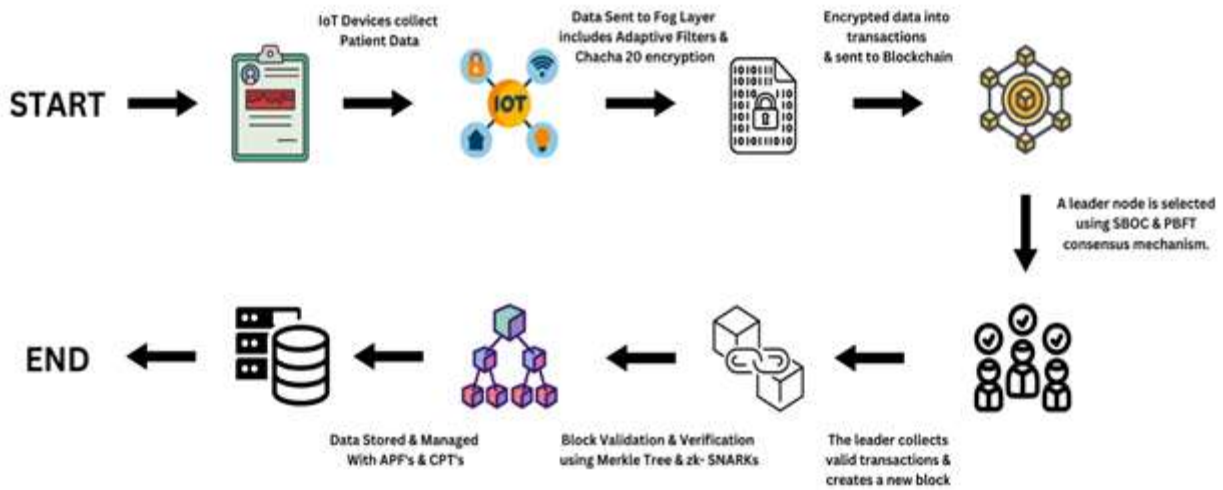 START
IoT Devices collect
Patient Data
IOT
Data Sent to Fog Layer
includes Adaptive Filters &
Chacha 20 encryption
Encrypted data into
transactions
& sent to Blockchain
A leader node is selected
using SBOC & PBFT
consensus mechanism.
The leader collects
valid transactions &
creates a new block
Block Validation & Verification
using Merkle Tree & zk- SNARKs
Data Stored & Managed
With APF's & CPT's
END